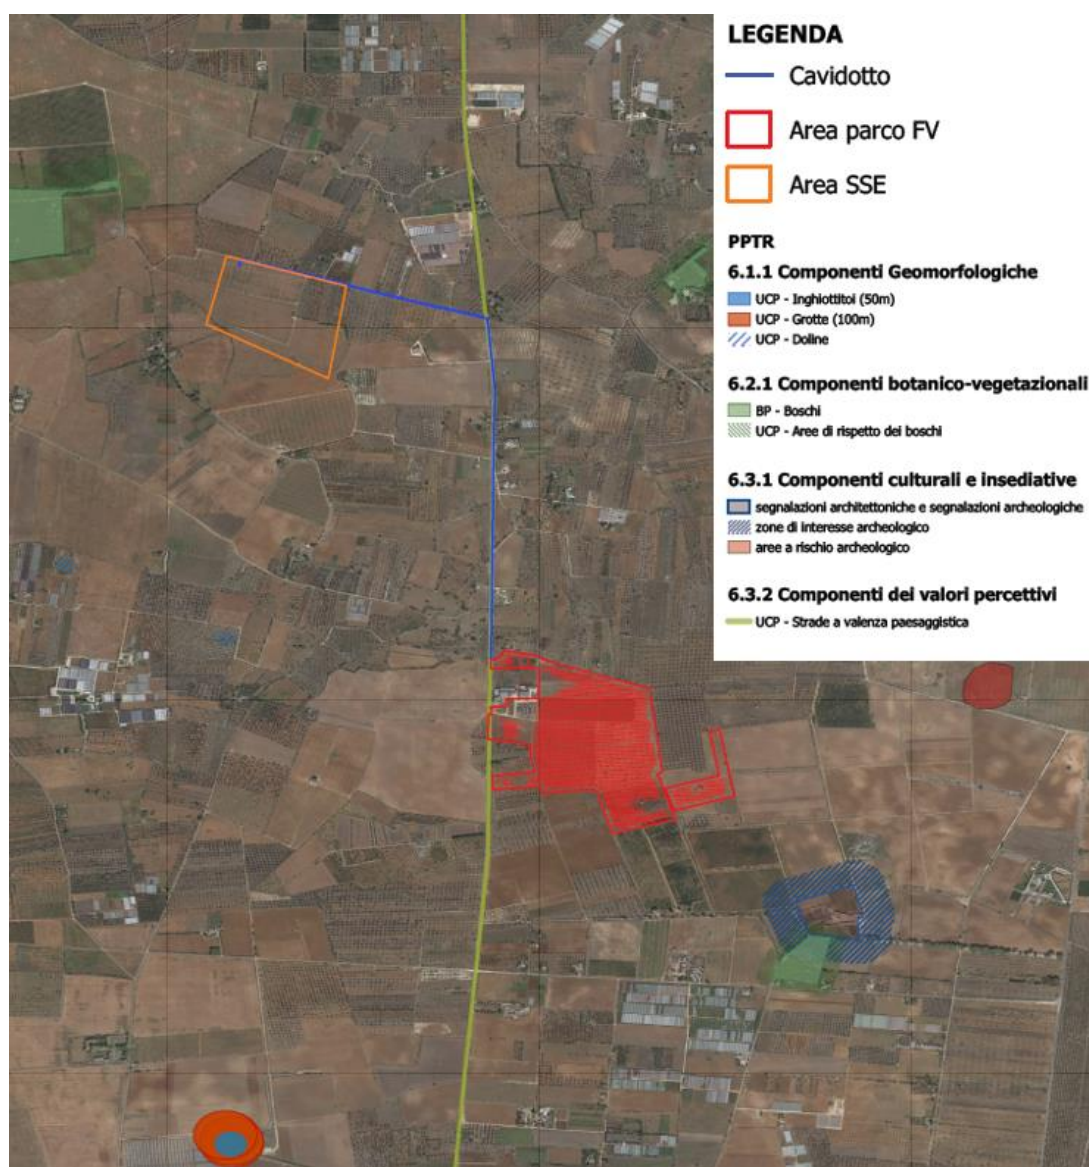 LEGENDA
Cavidotto
Area parco FV
Area SSE
PPTR
6.1.1 Componenti Geomorfologiche
UCP - Inghiottitoi (50m)
UCP - Grotte (100m)
UCP - Doline
6.2.1 Componenti botanico-vegetazionali
BP - Boschi
UCP - Aree di rispetto dei boschi
6.3.1 Componenti culturali e insediative
segnalazioni architettoniche e segnalazioni archeologiche
zone di interesse archeologico
aree a rischio archeologico
6.3.2 Componenti dei valori percettivi
UCP - Strade a valenza paesaggistica